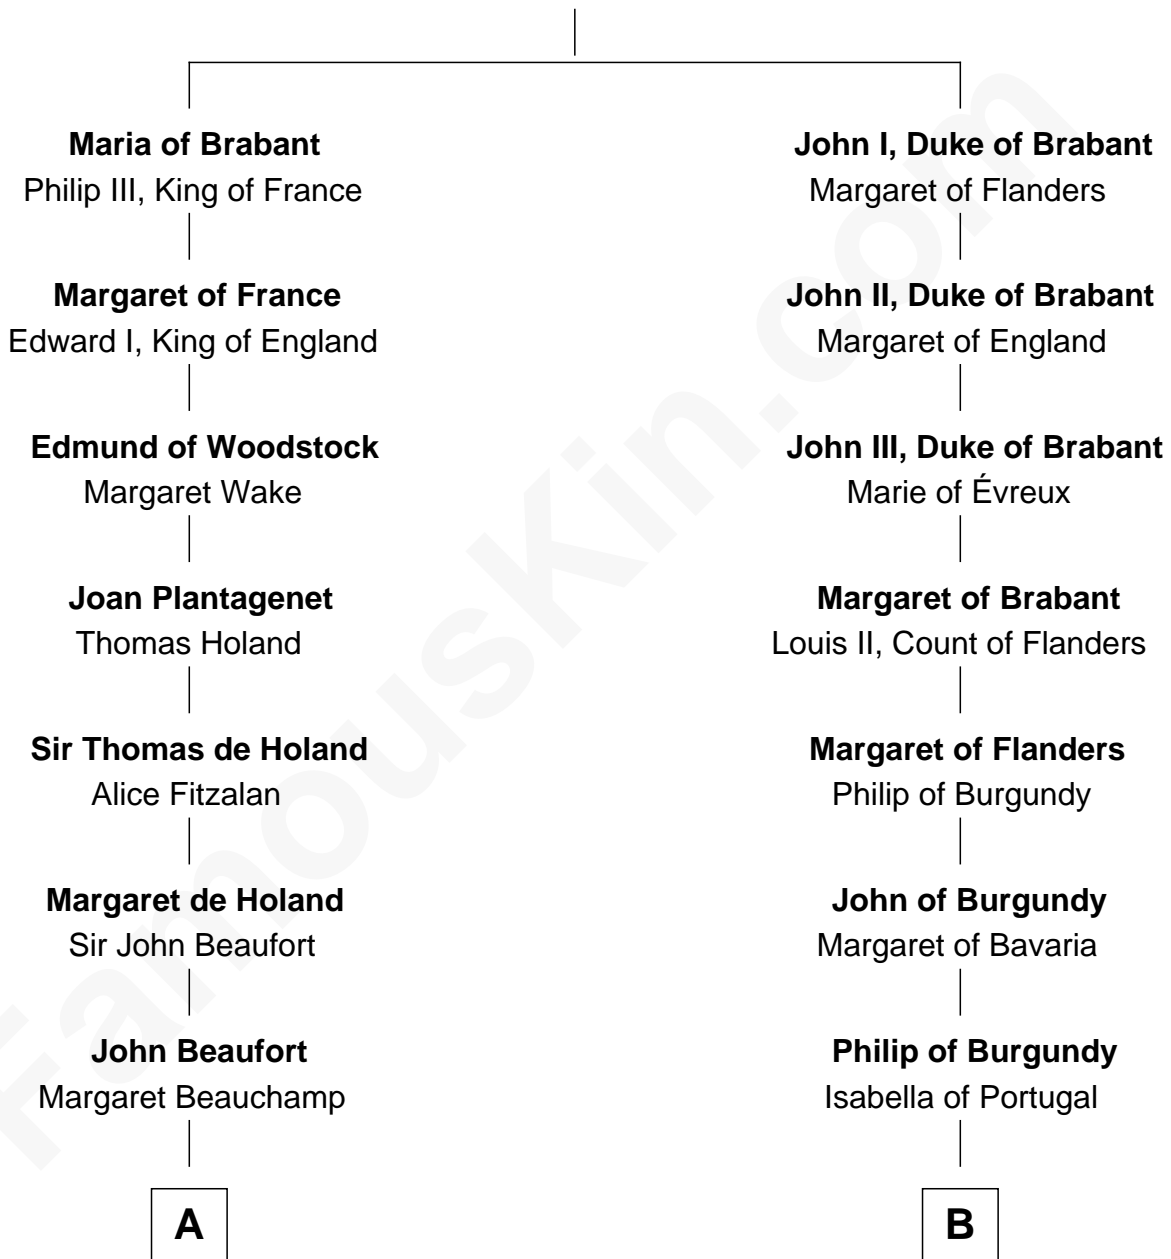 Maria of Brabant
Philip III, King of France
Margaret of France
Edward I, King of England
Edmund of Woodstock
Margaret Wake
Joan Plantagenet
Thomas Holand
Sir Thomas de Holand
Alice Fitzalan
Margaret de Holand
Sir John Beaufort
John Beaufort
Margaret Beauchamp
A
John I, Duke of Brabant
Margaret of Flanders
John II, Duke of Brabant
Margaret of England
John III, Duke of Brabant
Marie of Évreux
Margaret of Brabant
Louis II, Count of Flanders
Margaret of Flanders
Philip of Burgundy
John of Burgundy
Margaret of Bavaria
Philip of Burgundy
Isabella of Portugal
B
FamousKin.com